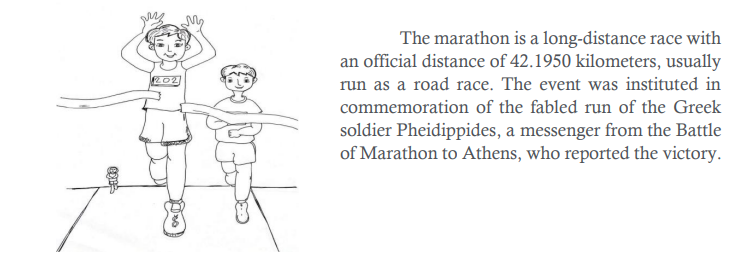 202
The marathon is a long-distance race with
an official distance of 42.1950 kilometers, usually
run as a road race. The event was instituted in
commemoration of the fabled run of the Greek
soldier Pheidippides, a messenger from the Battle
of Marathon to Athens, who reported the victory.